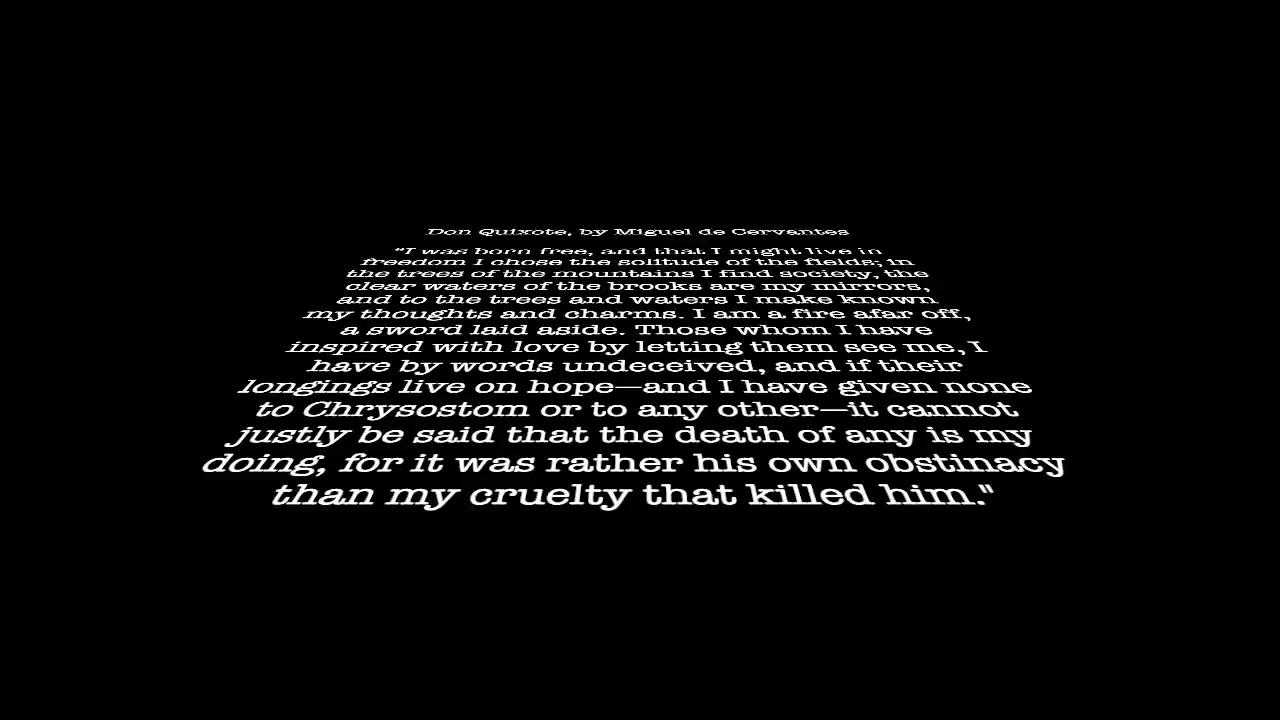 Don Quixote, by Miguel de Cervantes
"I was born free, and that I might live in
freedom I chose the solitude of the fields; in
the trees of the mountains I find society, the
clear waters of the brooks are my mirrors,
and to the trees and waters I make known
my thoughts and charms. I am a fire afar off,
a sword laid aside. Those whom I have
inspired with love by letting them see me, I
have by words undeceived, and if their
longings live on hope—and I have given none
to Chrysostom or to any other—it cannot
justly be said that the death of any is my
doing, for it was rather his own obstinacy
than my cruelty that killed him."